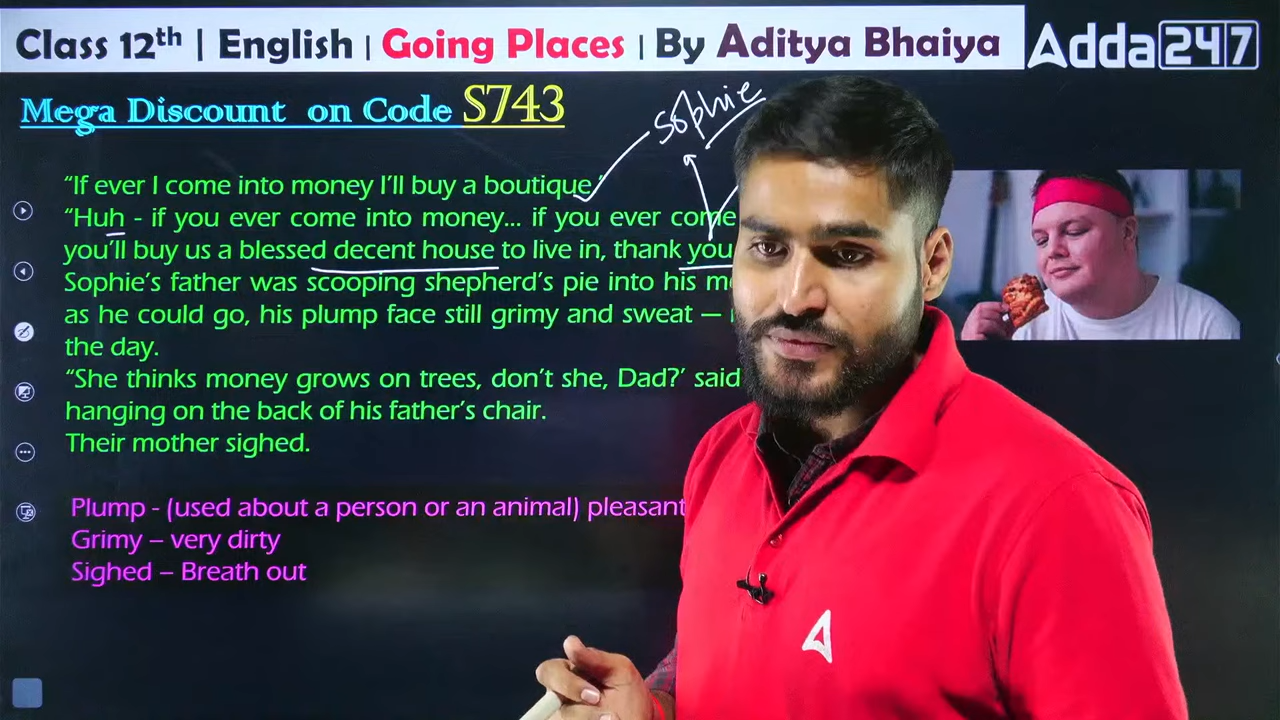 Class 12th | English | Going Places | By Aditya Bhaiya
Adda247
Mega Discount on Code S743
Sophie
“If ever I come into money I’ll buy a boutique.”
“Huh - if you ever come into money... if you ever come
you’ll buy us a blessed decent house to live in, thank you
Sophie’s father was scooping shepherd’s pie into his
as he could go, his plump face still grimy and sweat —
the day.
“She thinks money grows on trees, don’t she, Dad?’ said
hanging on the back of his father’s chair.
Their mother sighed.
Plump - (used about a person or an animal) pleasant
Grimy – very dirty
Sighed – Breath out